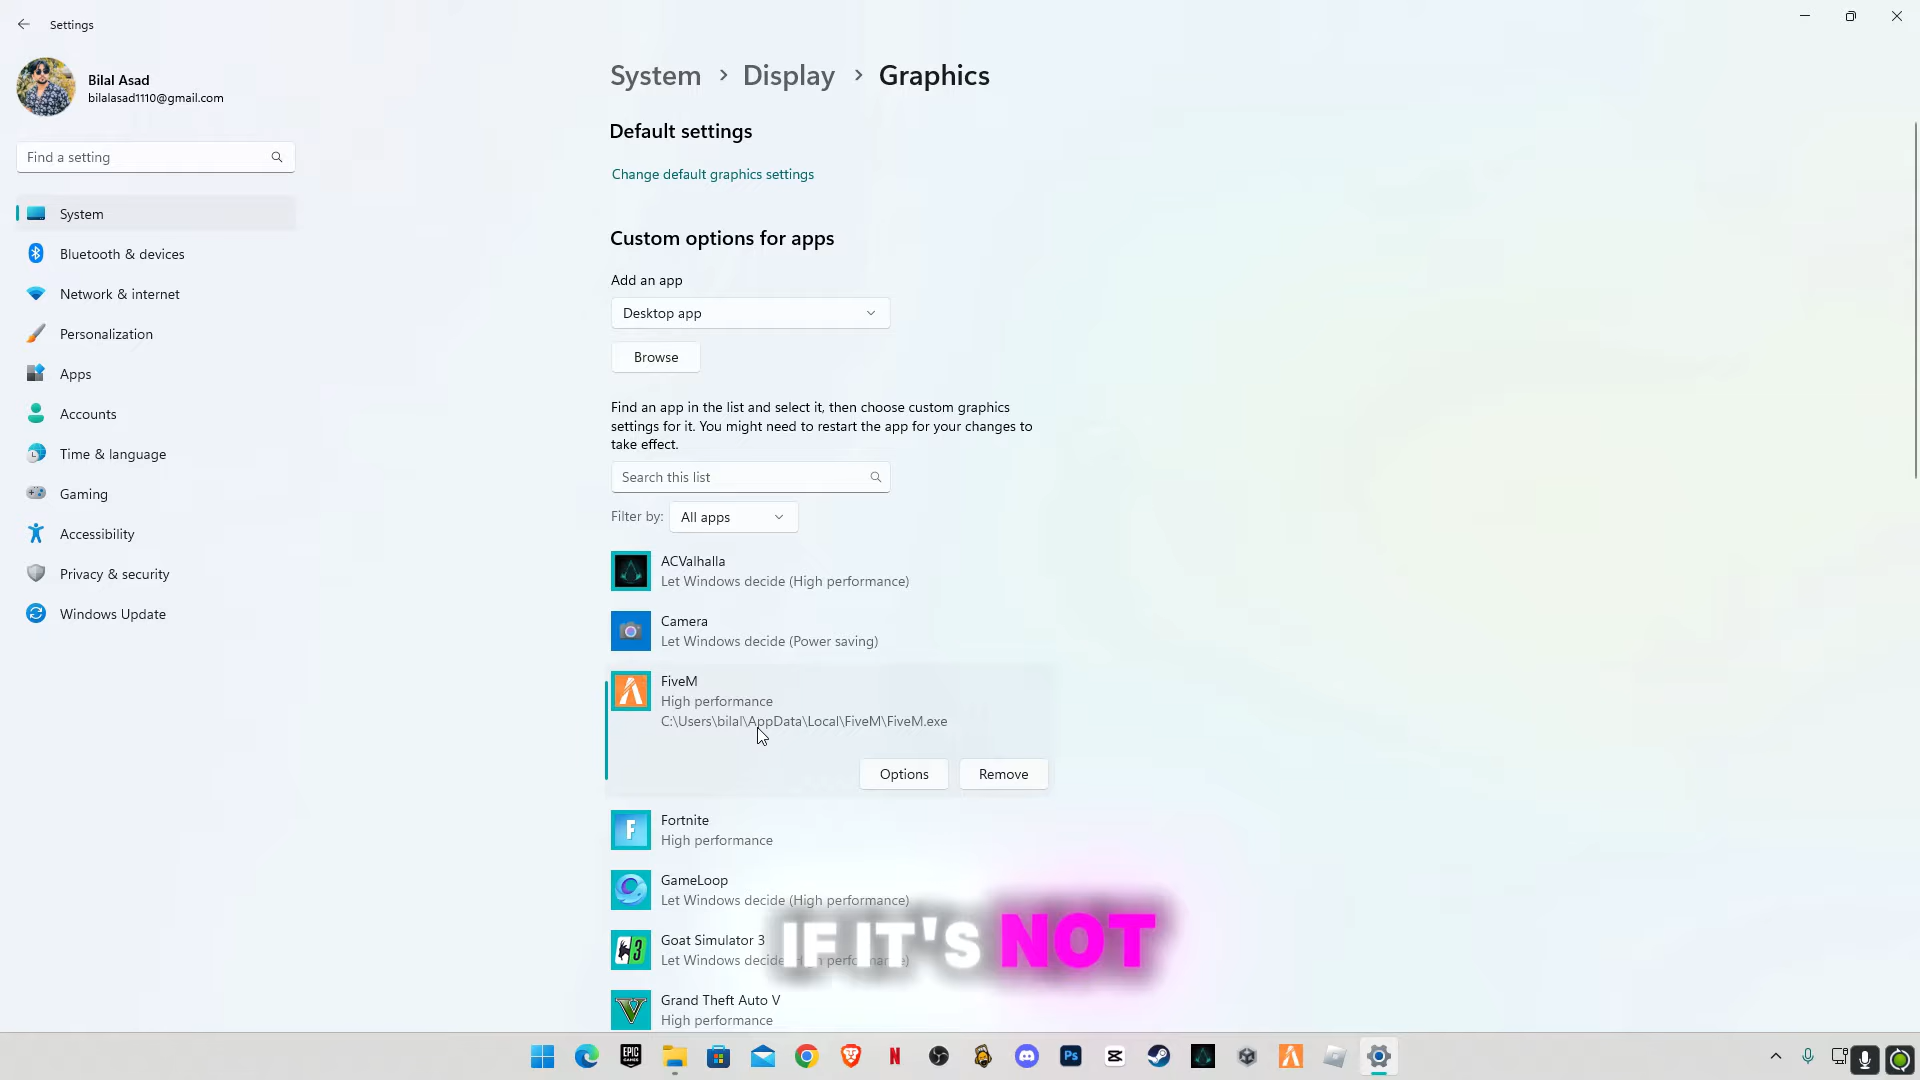 Settings
Bilal Asad
bilalasad1110@gmail.com
Find a setting
System
Bluetooth & devices
Network & internet
Personalization
Apps
Accounts
Time & language
Gaming
Accessibility
Privacy & security
Windows Update
System > Display > Graphics
Default settings
Change default graphics settings
Custom options for apps
Add an app
Desktop app
Browse
Find an app in the list and select it, then choose custom graphics
settings for it. You might need to restart the app for your changes to
take effect.
Search this list
Filter by: All apps
ACValhalla
Let Windows decide (High performance)
Camera
Let Windows decide (Power saving)
FiveM
High performance
C:\Users\bilal\AppData\Local\FiveM\FiveM.exe
Options Remove
Fortnite
High performance
GameLoop
Let Windows decide (High performance)
Goat Simulator 3
Let Windows decide (High performance)
IF IT'S NOT
Grand Theft Auto V
High performance
EPIC GAMES
Ps